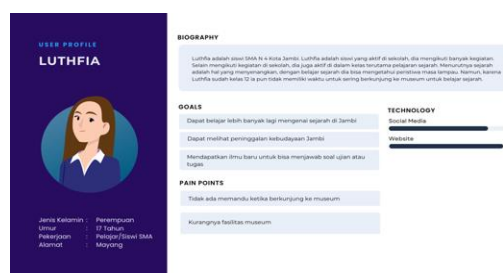 USER PROFILE
LUTHFIA
Jenis Kelamin : Perempuan
Umur : 17 Tahun
Pekerjaan : Pelajar/Siswi SMA
Alamat : Mayang
BIOGRAPHY
Luthfia adalah siswi SMA N 4 Kota Jambi. Luthfia adalah siswi yang aktif di sekolah, dia mengikuti banyak kegiatan.
Selain mengikuti kegiatan di sekolah, dia juga aktif di dalam kelas terutama pelajaran sejarah. Menurutnya sejarah
adalah hal yang menyenangkan, dengan belajar sejarah dia bisa mengetahui peristiwa masa lampau. Namun, karena
Luthfia sudah kelas 12 ia pun tidak memiliki waktu untuk sering berkunjung ke museum untuk belajar sejarah.
GOALS
Dapat belajar lebih banyak lagi mengenai sejarah di Jambi
Dapat melihat peninggalan kebudayaan Jambi
Mendapatkan ilmu baru untuk bisa menjawab soal ujian atau
tugas
PAIN POINTS
Tidak ada memandu ketika berkunjung ke museum
Kurangnya fasilitas museum
TECHNOLOGY
Social Media
Website